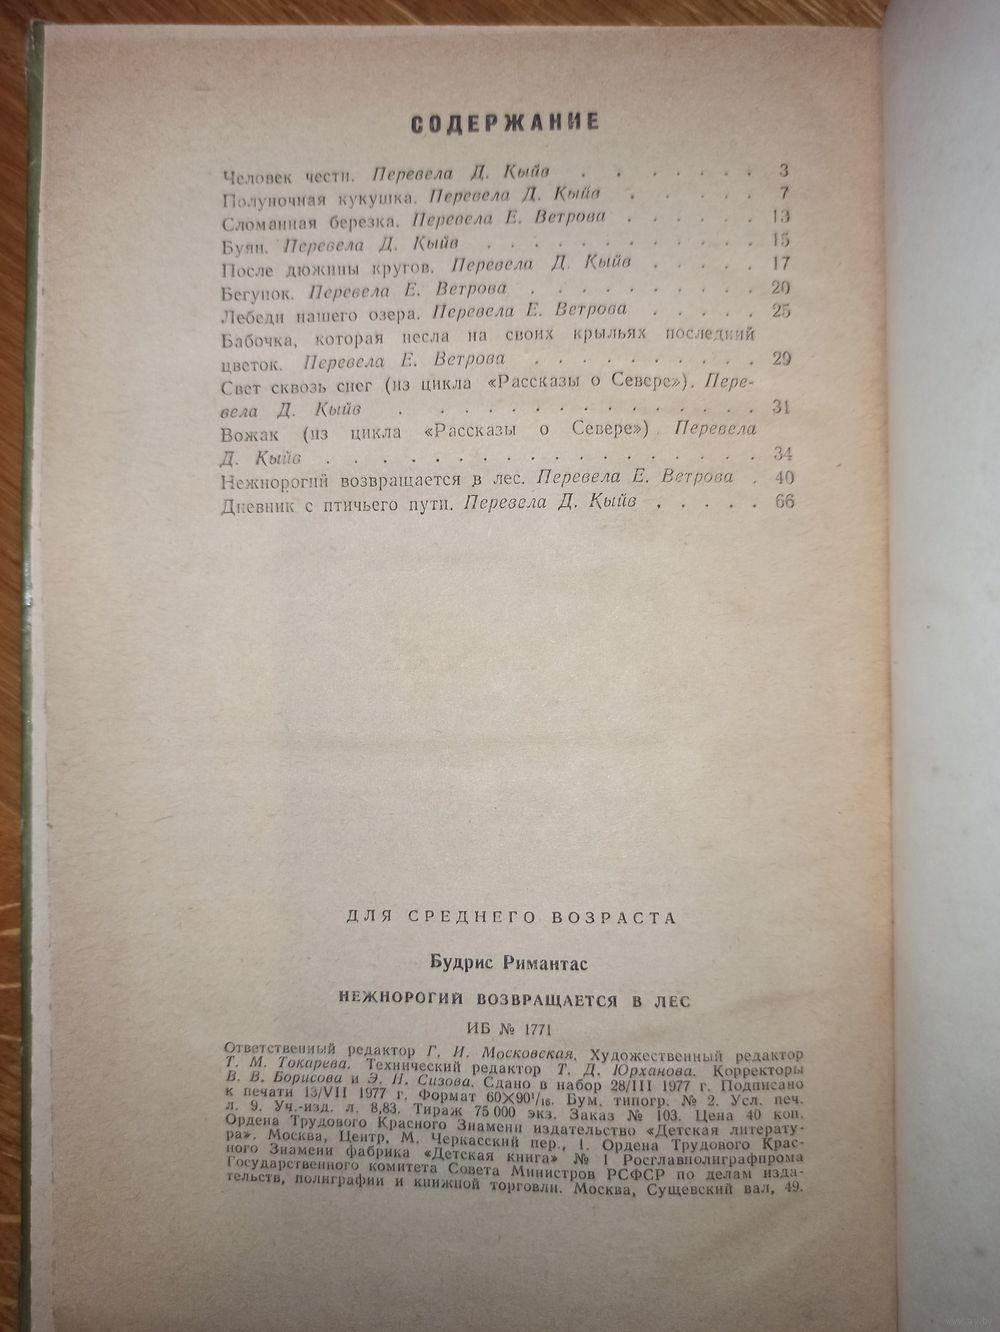 СОДЕРЖАНИЕ
Человек чести. Перевела Д. Кыйв . . . . . . . 3
Полуночная кукушка. Перевела Д. Кыйв . . . . . 7
Сломанная березка. Перевела Е. Ветрова . . . . . . 13
Буян. Перевела Д. Кыйв . . . . . . . . . . . 15
После дюжины кругов. Перевела Д. Кыйв . . . . . 17
Бегунок. Перевела Е. Ветрова . . . . . . . . . 20
Лебеди нашего озера. Перевела Е. Ветрова . . . . . 25
Бабочка, которая несла на своих крыльях последний
цветок. Перевела Е. Ветрова . . . . . . . . . . 29
Свет сквозь снег (из цикла «Рассказы о Севере»). Пере-
вела Д. Кыйв . . . . . . . . . . . . . . 31
Вожак (из цикла «Рассказы о Севере»). Перевела
Д. Кыйв . . . . . . . . . . . . . . . . . 34
Нежнорогий возвращается в лес. Перевела Е. Ветрова . 40
Дневник с птичьего пути. Перевела Д. Кыйв . . . . . 66
ДЛЯ СРЕДНЕГО ВОЗРАСТА
Будрис Римантас
НЕЖНОРОГИЙ ВОЗВРАЩАЕТСЯ В ЛЕС
ИБ № 1771
Ответственный редактор Г. И. Московская. Художественный редактор
Т. М. Токарева. Технический редактор Т. Д. Юрханова. Корректоры
В. В. Борисова и Э. Н. Сизова. Сдано в набор 28/III 1977 г. Подписано
к печати 13/VII 1977 г. Формат 60×90¹/₁₆. Бум. типогр. № 2. Усл. печ.
л. 9. Уч.-изд. л. 8,83. Тираж 75 000 экз. Заказ № 103. Цена 40 коп.
Ордена Трудового Красного Знамени издательство «Детская литерату-
ра». Москва, Центр, М. Черкасский пер., 1. Ордена Трудового Крас-
ного Знамени фабрика «Детская книга» № 1 Росглавполиграфпрома
Государственного комитета Совета Министров РСФСР по делам изда-
тельств, полиграфии и книжной торговли. Москва, Сущевский вал, 49.